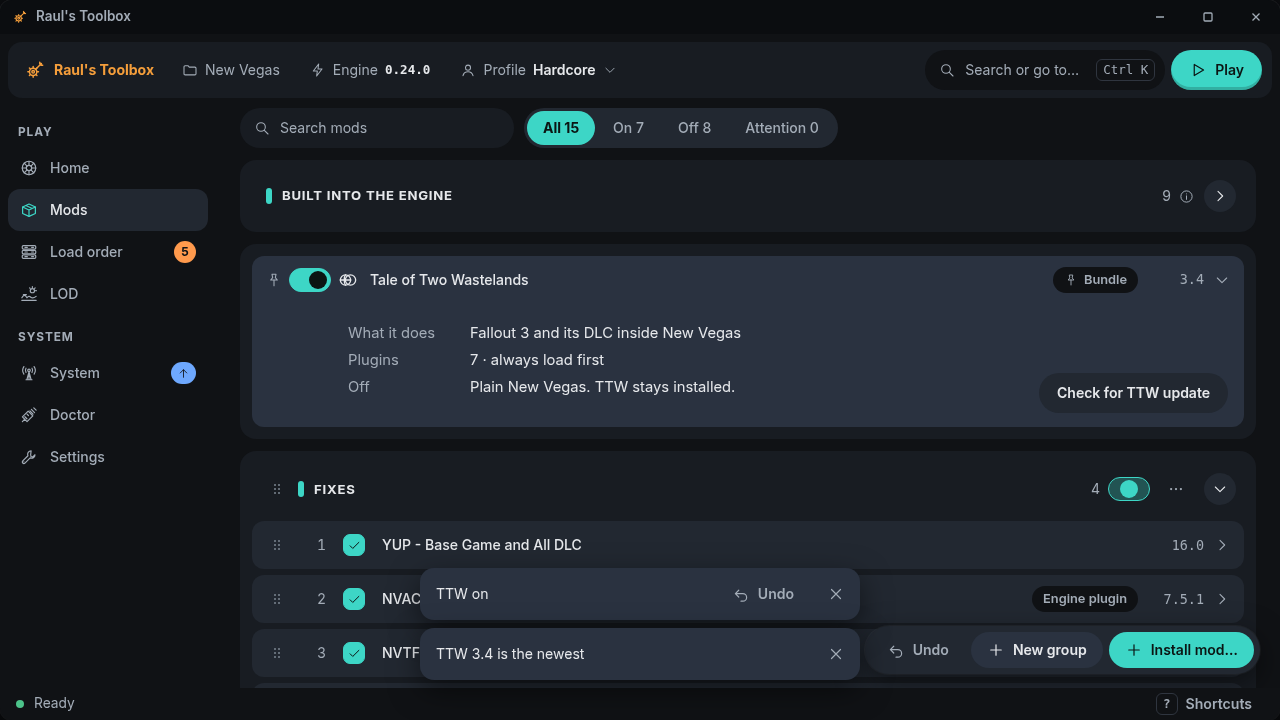 Raul's Toolbox
Raul's Toolbox
New Vegas
Engine 0.24.0
Profile Hardcore
Search or go to...
Ctrl K
Play
PLAY
Home
Mods
Load order
5
LOD
SYSTEM
System
Doctor
Settings
Search mods
All 15
On 7
Off 8
Attention 0
BUILT INTO THE ENGINE
9
Tale of Two Wastelands
Bundle
3.4
What it does Fallout 3 and its DLC inside New Vegas
Plugins 7 · always load first
Off Plain New Vegas. TTW stays installed.
Check for TTW update
FIXES
4
1 YUP - Base Game and All DLC 16.0
2 NVAC Engine plugin 7.5.1
TTW on Undo
3 NVTF
TTW 3.4 is the newest
Undo
New group
Install mod...
Ready
? Shortcuts